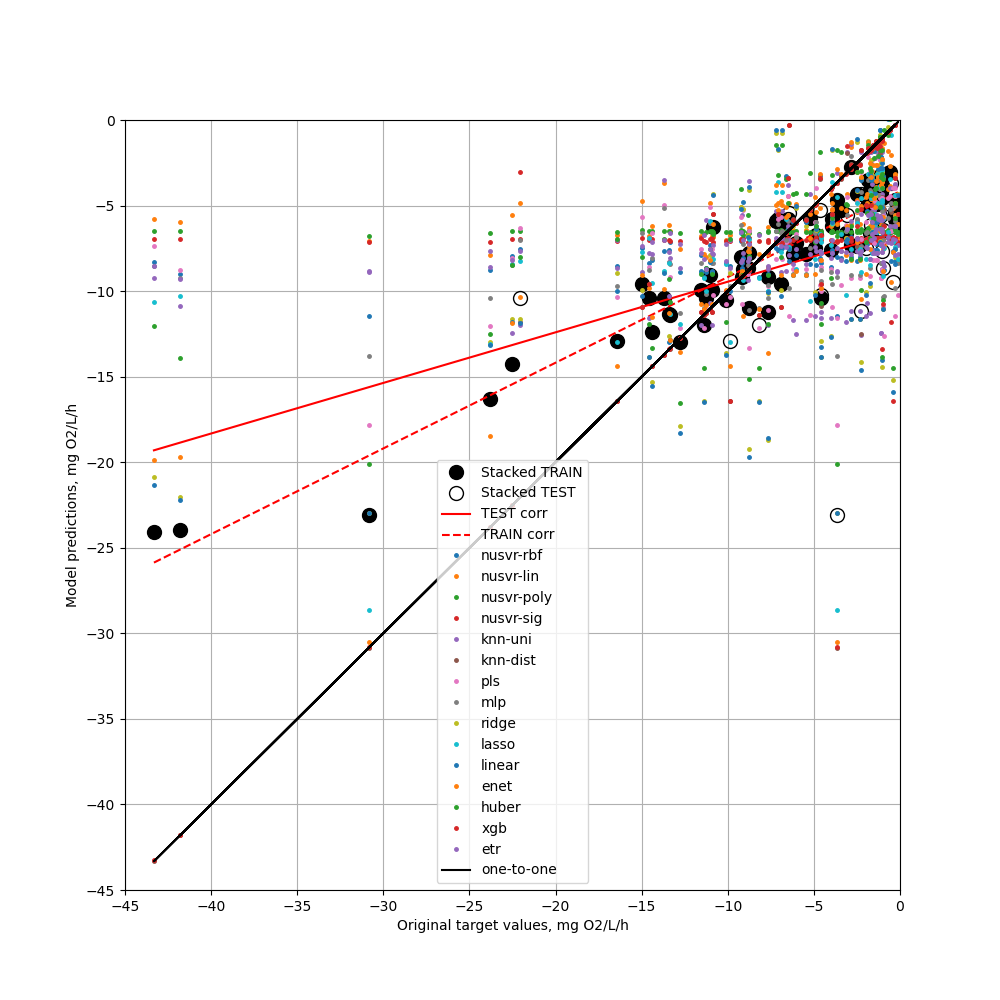 0
−5
−10
−15
−20
−25
−30
−35
−40
−45
Model predictions, mg O2/L/h
Stacked TRAIN
Stacked TEST
TEST corr
TRAIN corr
nusvr-rbf
nusvr-lin
nusvr-poly
nusvr-sig
knn-uni
knn-dist
pls
mlp
ridge
lasso
linear
enet
huber
xgb
etr
one-to-one
−45 −40 −35 −30 −25 −20 −15 −10 −5 0
Original target values, mg O2/L/h